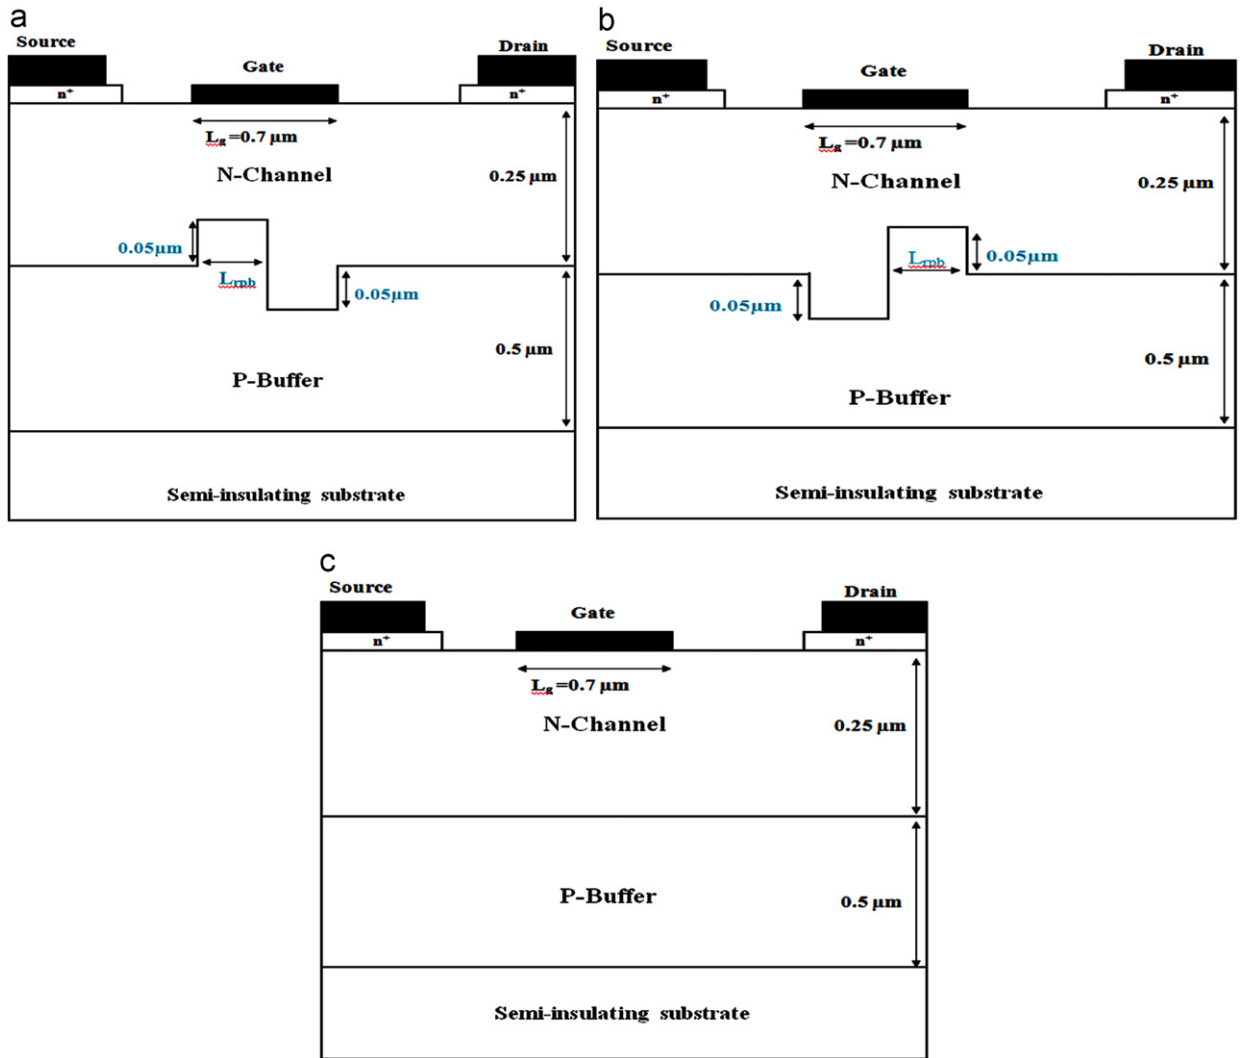 a
Source
Drain
Gate
n+
n+
Lg=0.7 μm
N-Channel
0.25 μm
0.05μm
Lrpb
0.05μm
0.5 μm
P-Buffer
Semi-insulating substrate
b
Source
Drain
Gate
n+
n+
Lg=0.7 μm
N-Channel
0.25 μm
Lrpb
0.05μm
0.05μm
0.5 μm
P-Buffer
Semi-insulating substrate
c
Source
Drain
Gate
n+
n+
Lg=0.7 μm
N-Channel
0.25 μm
P-Buffer
0.5 μm
Semi-insulating substrate